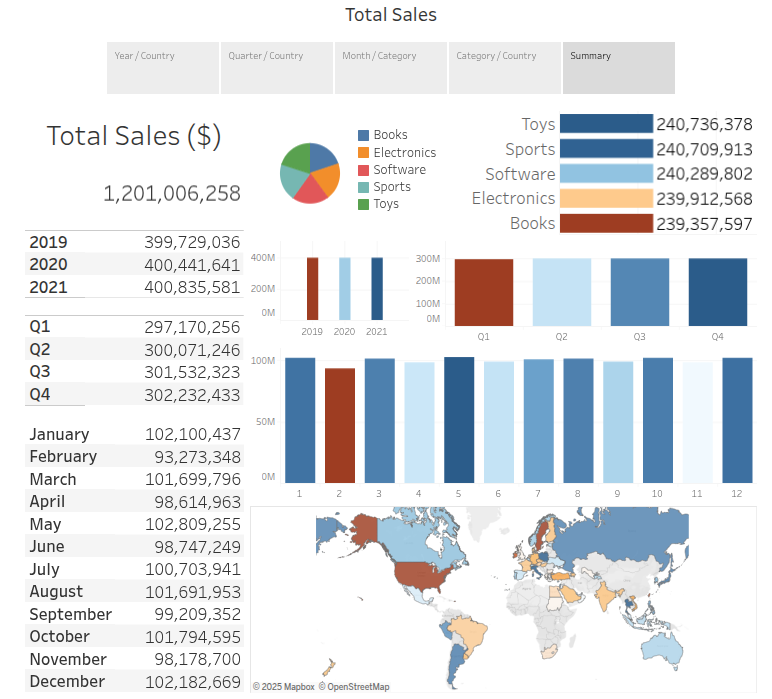 Total Sales
Year / Country
Quarter / Country
Month / Category
Category / Country
Summary
Total Sales ($)
1,201,006,258
2019 399,729,036
2020 400,441,641
2021 400,835,581
Q1 297,170,256
Q2 300,071,246
Q3 301,532,323
Q4 302,232,433
January 102,100,437
February 93,273,348
March 101,699,796
April 98,614,963
May 102,809,255
June 98,747,249
July 100,703,941
August 101,691,953
September 99,209,352
October 101,794,595
November 98,178,700
December 102,182,669
Books
Electronics
Software
Sports
Toys
Toys 240,736,378
Sports 240,709,913
Software 240,289,802
Electronics 239,912,568
Books 239,357,597
400M
200M
0M
2019 2020 2021
300M
200M
100M
0M
Q1 Q2 Q3 Q4
100M
50M
0M
1 2 3 4 5 6 7 8 9 10 11 12
© 2025 Mapbox © OpenStreetMap